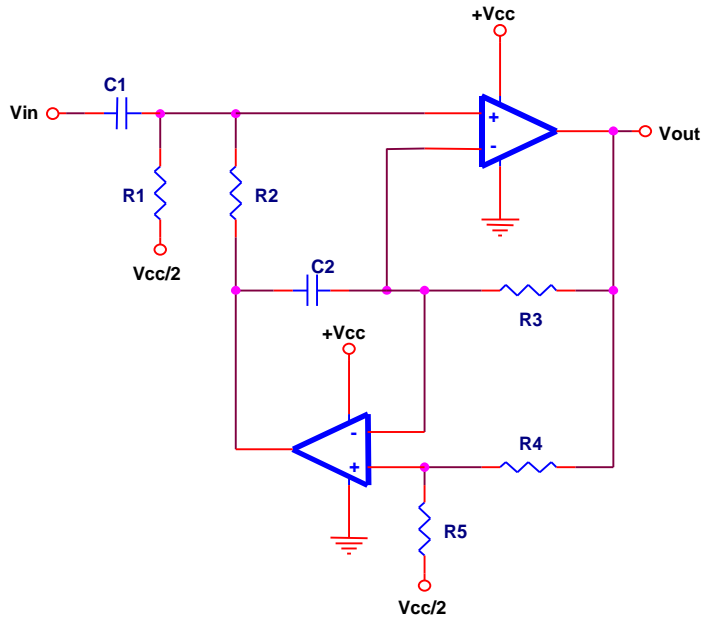 +Vcc
C1
Vin
+
-
Vout
R1
R2
Vcc/2
C2
R3
+Vcc
-
+
R4
R5
Vcc/2